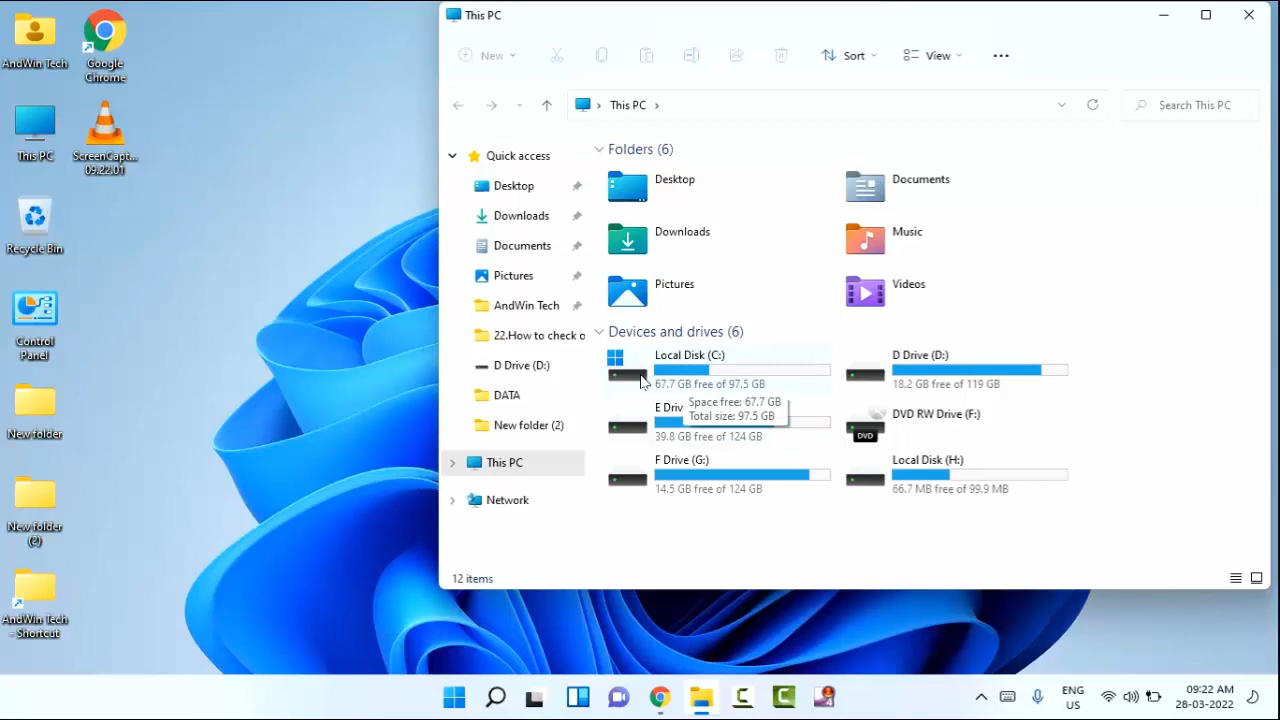 AndWin Tech
Google
Chrome
This PC
ScreenCapt...
09.22.01
Recycle Bin
Control
Panel
New folder
New folder
(2)
AndWin Tech
- Shortcut
This PC
New
Sort
View
This PC
Search This PC
Quick access
Desktop
Downloads
Documents
Pictures
AndWin Tech
22.How to check o
D Drive (D:)
DATA
New folder (2)
This PC
Network
Folders (6)
Desktop
Documents
Downloads
Music
Pictures
Videos
Devices and drives (6)
Local Disk (C:)
67.7 GB free of 97.5 GB
D Drive (D:)
18.2 GB free of 119 GB
Space free: 67.7 GB
Total size: 97.5 GB
E Driv
39.8 GB free of 124 GB
DVD RW Drive (F:)
DVD
F Drive (G:)
14.5 GB free of 124 GB
Local Disk (H:)
66.7 MB free of 99.9 MB
12 items
ENG
US
09:22 AM
28-03-2022